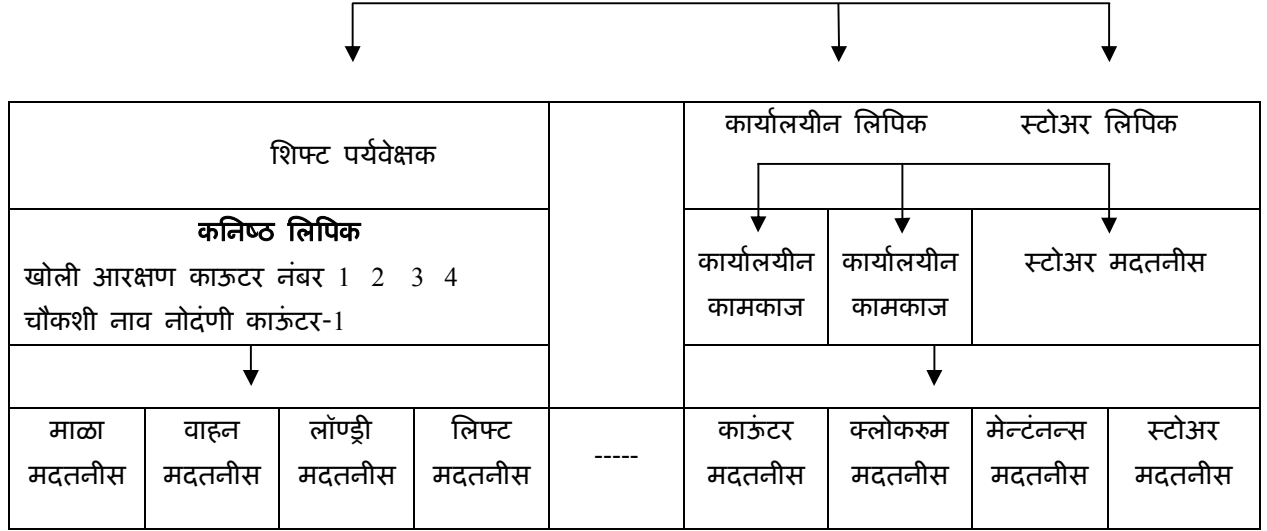 शिफ्ट पर्यवेक्षक
कार्यालयीन लिपिक स्टोअर लिपिक
कनिष्ठ लिपिक
खोली आरक्षण काऊटर नंबर 1 2 3 4
चौकशी नाव नोदंणी काऊंटर-1
कार्यालयीन
कामकाज
कार्यालयीन
कामकाज
स्टोअर मदतनीस
माळा
मदतनीस
वाहन
मदतनीस
लॉण्ड्री
मदतनीस
लिफ्ट
मदतनीस
-----
काऊंटर
मदतनीस
क्लोकरुम
मदतनीस
मेन्टंनन्स
मदतनीस
स्टोअर
मदतनीस